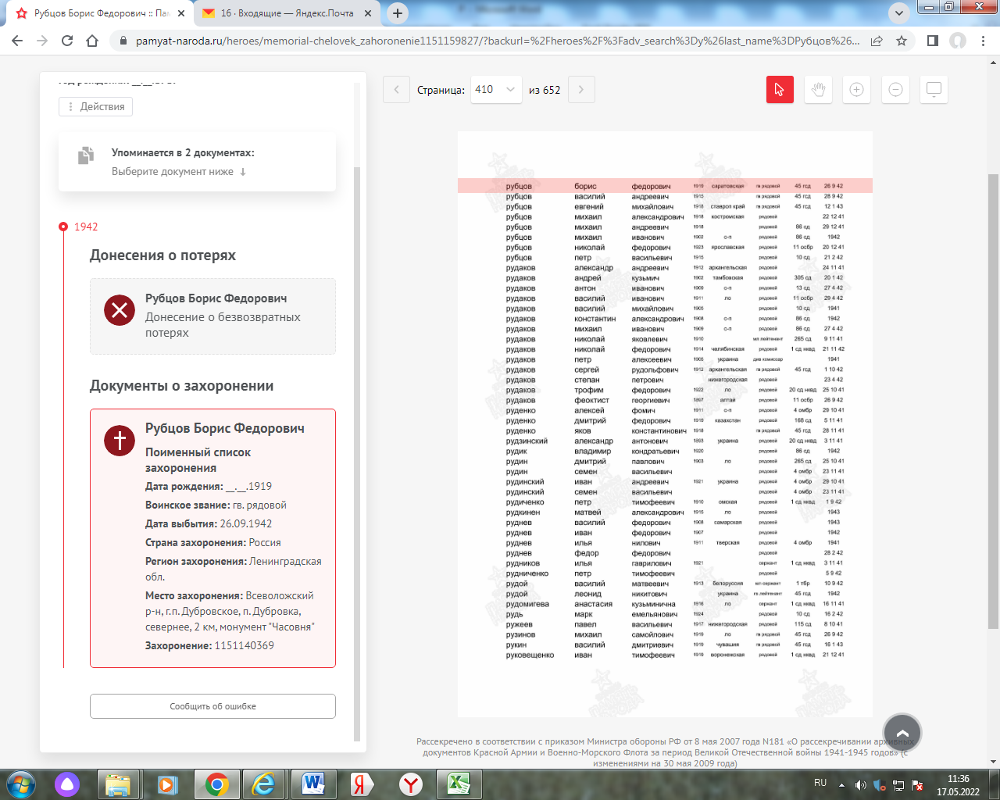 Рубцов Борис Федорович :: Пам
16 · Входящие — Яндекс.Почта
pamyat-naroda.ru/heroes/memorial-chelovek_zahoronenie1151159827/?backurl=%2Fheroes%2F%3Fadv_search%3Dy%26last_name%3DРубцов%26...
Действия
Упоминается в 2 документах:
Выберите документ ниже ↓
1942
Донесения о потерях
Рубцов Борис Федорович
Донесение о безвозвратных
потерях
Документы о захоронении
Рубцов Борис Федорович
Поименный список
захоронения
Дата рождения: __.__.1919
Воинское звание: гв. рядовой
Дата выбытия: 26.09.1942
Страна захоронения: Россия
Регион захоронения: Ленинградская
обл.
Место захоронения: Всеволожский
р-н, г.п. Дубровское, п. Дубровка,
севернее, 2 км, монумент "Часовня"
Захоронение: 1151140369
Сообщить об ошибке
Страница: 410 из 652
рубцов борис федорович 1919 саратовская гв рядовой 45 гсд 26 9 42
рубцов василий андреевич 1915 гв рядовой 45 гсд 28 9 42
рубцов евгений михайлович 1918 ставроп край гв рядовой 45 гсд 12 1 43
рубцов михаил александрович 1918 костромская рядовой 22 12 41
рубцов михаил андреевич 1918 рядовой 86 сд 29 12 41
рубцов михаил иванович 1902 с-п рядовой 86 сд 1942
рубцов николай федорович 1923 ярославская рядовой 11 осбр 20 12 41
рубцов петр васильевич 1915 рядовой 10 сд 21 2 42
рудаков александр андреевич 1912 архангельская рядовой 24 11 41
рудаков андрей кузьмич 1902 тамбовская рядовой 305 сд 20 1 42
рудаков антон иванович 1909 с-п рядовой 13 сд 27 4 42
рудаков василий иванович 1911 ло рядовой 11 осбр 29 4 42
рудаков василий михайлович 1905 рядовой 10 сд 1941
рудаков константин александрович 1908 с-п рядовой 86 сд 1942
рудаков михаил иванович 1909 с-п рядовой 86 сд 27 4 42
рудаков николай яковлевич 1910 мл лейтенант 265 сд 9 11 41
рудаков николай федорович 1914 челябинская рядовой 1 сд нквд 21 11 42
рудаков петр алексеевич 1905 украина див комиссар 1941
рудаков сергей рудольфович 1912 архангельская гв рядовой 45 гсд 1 10 42
рудаков степан петрович нижегородская рядовой 23 4 42
рудаков трофим федорович 1922 ло рядовой 20 сд нквд 25 10 41
рудаков феоктист георгиевич 1897 алтай рядовой 11 осбр 26 9 42
руденко алексей фомич 1911 с-п рядовой 4 омбр 29 10 41
руденко дмитрий федорович 1919 казахстан рядовой 168 сд 5 11 41
руденко яков константинович 1918 гв рядовой 45 гсд 28 11 41
рудзинский александр антонович 1893 украина рядовой 20 сд нквд 3 11 41
рудик владимир кондратьевич 1920 рядовой 86 сд 1942
рудин дмитрий павлович 1903 ло рядовой 265 сд 25 10 41
рудин семен васильевич рядовой 4 омбр 23 11 41
рудинский иван андреевич 1921 украина рядовой 4 омбр 29 10 41
рудинский семен васильевич рядовой 4 омбр 23 11 41
рудиченко петр тимофеевич 1910 омская рядовой 1 сд нквд 1 9 42
рудкинен матвей александрович 1915 ло рядовой 1943
руднев василий федорович 1908 самарская рядовой 1943
руднев иван федорович 1907 рядовой 1942
руднев илья нилович 1911 тверская рядовой 4 омбр 1941
руднев федор федорович рядовой 28 2 42
рудников илья гаврилович 1921 сержант 1 сд нквд 3 11 41
рудниченко петр тимофеевич рядовой 5 9 42
рудой василий матвеевич 1913 белоруссия мл сержант 1 тбр 10 9 42
рудой леонид никитович украина гв лейтенант 45 гсд 1942
рудомигева анастасия кузьминична 1916 ло сержант 1 сд нквд 16 11 41
рудь марк емельянович 1924 рядовой 10 сд 16 2 42
ружеев павел васильевич 1917 нижегородская рядовой 115 сд 8 10 41
рузинов михаил самойлович 1919 ло гв рядовой 45 гсд 26 9 42
рукин василий дмитриевич 1919 чувашия гв рядовой 45 гсд 16 1 43
руковещенко иван тимофеевич 1918 воронежская рядовой 1 сд нквд 21 12 41
Рассекречено в соответствии с приказом Министра обороны РФ от 8 мая 2007 года N181 «О рассекречивании архивных
документов Красной Армии и Военно-Морского Флота за период Великой Отечественной войны 1941-1945 годов» (с
изменениями на 30 мая 2009 года)
RU
11:36
17.05.2022